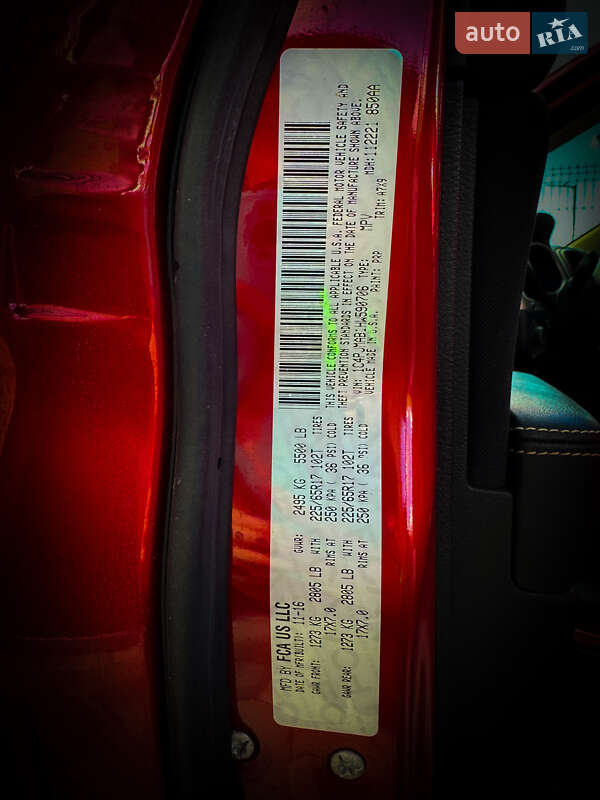 auto RIA .com
MFD BY FCA US LLC
DATE OF MFR(BUILT): 11-16 GVWR: 2495 KG 5500 LB
GAWR FRONT: 1273 KG 2805 LB WITH 225/65R17 102T TIRES
17X7.0 RIMS AT 250 KPA ( 36 PSI) COLD
GAWR REAR: 1273 KG 2805 LB WITH 225/65R17 102T TIRES
17X7.0 RIMS AT 250 KPA ( 36 PSI) COLD
THIS VEHICLE CONFORMS TO ALL APPLICABLE U.S.A. FEDERAL MOTOR VEHICLE SAFETY AND
THEFT PREVENTION STANDARDS IN EFFECT ON THE DATE OF MANUFACTURE SHOWN ABOVE.
VIN: TYPE: MPV MDH:112221 850AA
VEHICLE MADE IN U.S.A. PAINT: PRP TRIM: A7X9